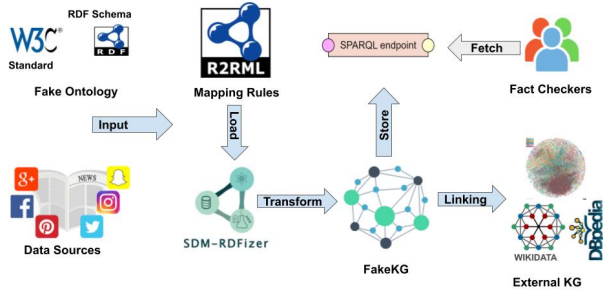 RDF Schema
W3C®
RDF
Standard
Fake Ontology
R2RML
Mapping Rules
SPARQL endpoint
Fetch
Fact Checkers
Input
Load
Store
g+
NEWS
f
Data Sources
SDM-RDFizer
Transform
FakeKG
Linking
WIKIDATA
DBpedia
External KG